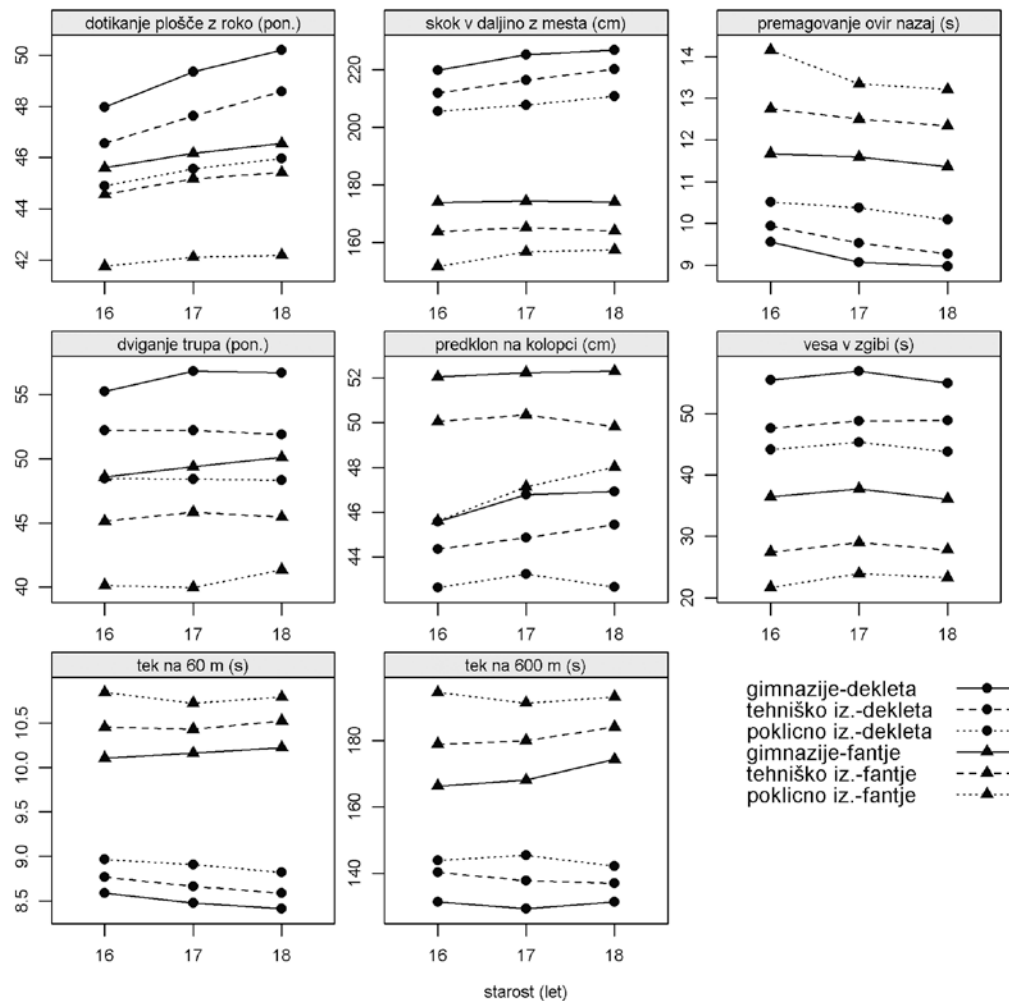 dotikanje plošče z roko (pon.)
skok v daljino z mesta (cm)
premagovanje ovir nazaj (s)
50
48
46
44
42
16 17 18
220
200
180
160
16 17 18
14
13
12
11
10
9
16 17 18
dviganje trupa (pon.)
predklon na kolopci (cm)
vesa v zgibi (s)
55
50
45
40
16 17 18
52
50
48
46
44
16 17 18
50
40
30
20
16 17 18
tek na 60 m (s)
tek na 600 m (s)
10.5
10.0
9.0
8.5
16 17 18
180
160
140
16 17 18
gimnazije-dekleta
tehniško iz.-dekleta
poklicno iz.-dekleta
gimnazije-fantje
tehniško iz.-fantje
poklicno iz.-fantje
starost (let)